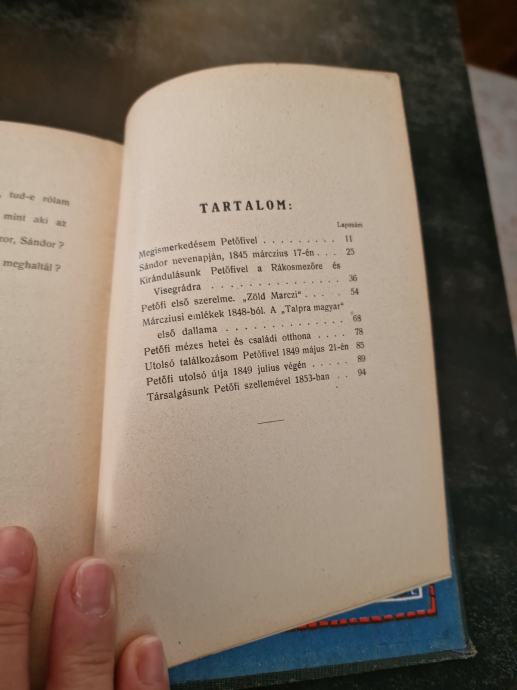 tud-e rólam
mint aki az
Sándor ?
meghaltál ?
TARTALOM:
Lapszám
Megismerkedésem Petőfivel . . . . . . . . . 11
Sándor nevenapján, 1845 márczius 17-én . . . 25
Kirándulásunk Petőfivel a Rákosmezőre és
Visegrádra . . . . . . . . . . . . 36
Petőfi első szerelme. „Zöld Marczi" . . . . . 54
Márcziusi emlékek 1848-ból. A „Talpra magyar"
első dallama . . . . . . . . . . . 68
Petőfi mézes hetei és családi otthona . . . . 78
Utolsó találkozásom Petőfivel 1849 május 21-én 85
Petőfi utolsó útja 1849 julius végén . . . . . 89
Társalgásunk Petőfi szellemével 1853-ban . . 94